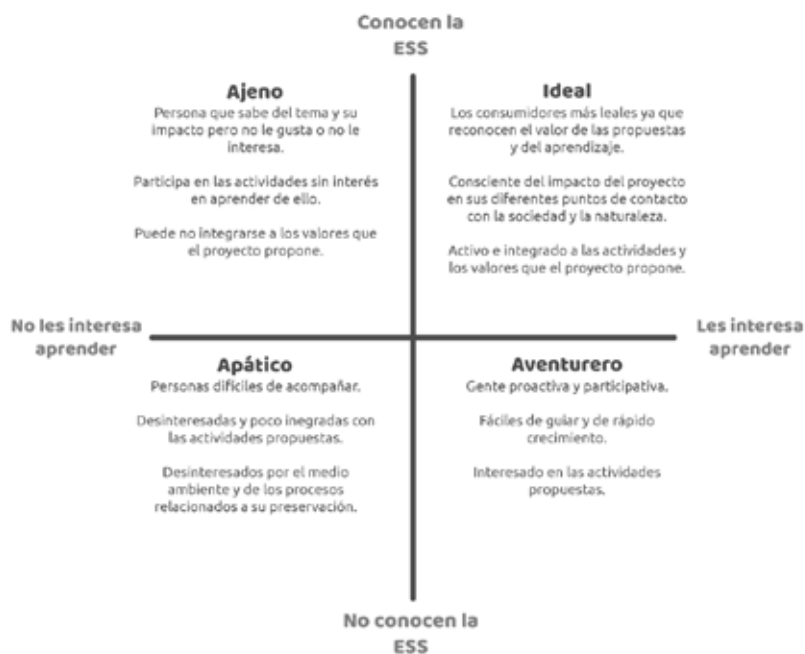 Conocen la
ESS
Ajeno
Persona que sabe del tema y su
impacto pero no le gusta o no le
interesa.
Participa en las actividades sin interés
en aprender de ello.
Puede no integrarse a los valores que
el proyecto propone.
Ideal
Los consumidores más leales ya que
reconocen el valor de las propuestas
y del aprendizaje.
Consciente del impacto del proyecto
en sus diferentes puntos de contacto
con la sociedad y la naturaleza.
Activo e integrado a las actividades y
los valores que el proyecto propone.
No les interesa
aprender
Les interesa
aprender
Apático
Personas difíciles de acompañar.
Desinteresadas y poco inegradas con
las actividades propuestas.
Desinteresados por el medio
ambiente y de los procesos
relacionados a su preservación.
Aventurero
Gente proactiva y participativa.
Fáciles de guiar y de rápido
crecimiento.
Interesado en las actividades
propuestas.
No conocen la
ESS